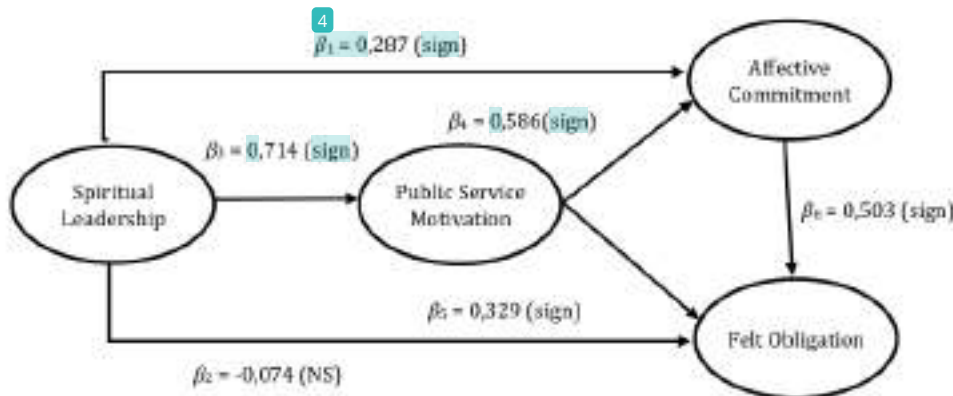 4
β₁ = 0,287 (sign)
Affective
Commitment
β₄ = 0,586(sign)
β₃ = 0,714 (sign)
Spiritual
Leadership
Public Service
Motivation
β₆ = 0,503 (sign)
β₅ = 0,329 (sign)
Felt Obligation
β₂ = -0,074 (NS)